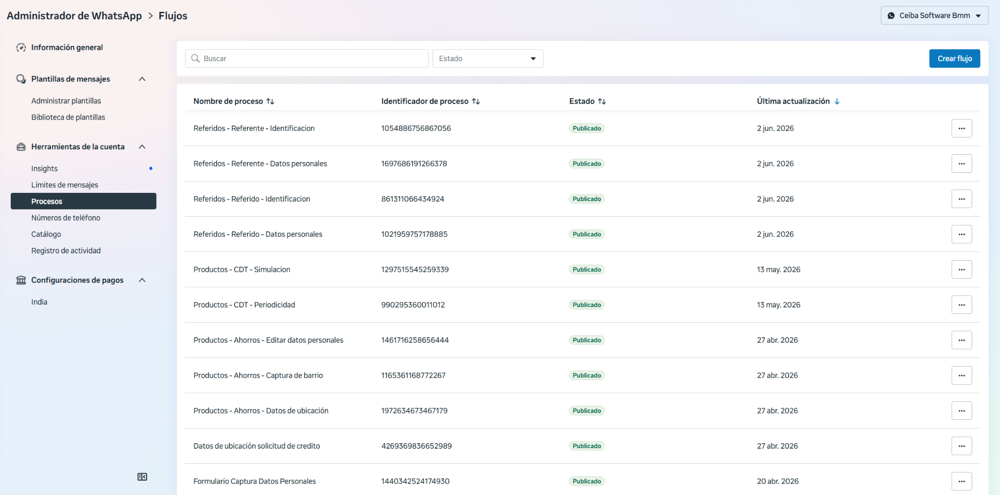 Administrador de WhatsApp > Flujos
Ceiba Software Bmm
Información general
Plantillas de mensajes
Administrar plantillas
Biblioteca de plantillas
Herramientas de la cuenta
Insights
Límites de mensajes
Procesos
Números de teléfono
Catálogo
Registro de actividad
Configuraciones de pagos
India
Buscar
Estado
Crear flujo
Nombre de proceso Identificador de proceso Estado Última actualización
Referidos - Referente - Identificacion 1054886756867056 Publicado 2 jun. 2026
Referidos - Referente - Datos personales 1697686191266378 Publicado 2 jun. 2026
Referidos - Referido - Identificacion 861311066434924 Publicado 2 jun. 2026
Referidos - Referido - Datos personales 1021959757178885 Publicado 2 jun. 2026
Productos - CDT - Simulacion 1297515545259339 Publicado 13 may. 2026
Productos - CDT - Periodicidad 990295360011012 Publicado 13 may. 2026
Productos - Ahorros - Editar datos personales 1461716258656444 Publicado 27 abr. 2026
Productos - Ahorros - Captura de barrio 1165361168772267 Publicado 27 abr. 2026
Productos - Ahorros - Datos de ubicación 1972634673467179 Publicado 27 abr. 2026
Datos de ubicación solicitud de credito 4269369836652989 Publicado 27 abr. 2026
Formulario Captura Datos Personales 1440342524174930 Publicado 20 abr. 2026